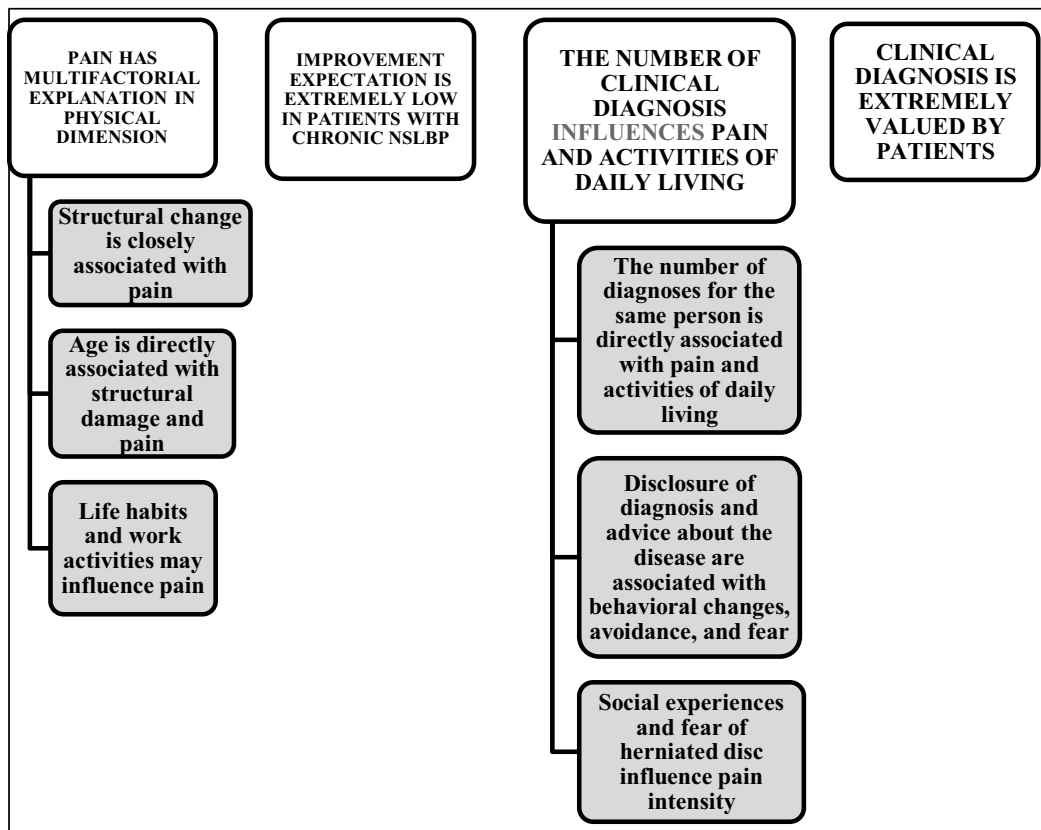 PAIN HAS
MULTIFACTORIAL
EXPLANATION IN
PHYSICAL
DIMENSION
Structural change
is closely
associated with
pain
Age is directly
associated with
structural
damage and
pain
Life habits
and work
activities may
influence pain
IMPROVEMENT
EXPECTATION IS
EXTREMELY LOW
IN PATIENTS WITH
CHRONIC NSLBP
THE NUMBER OF
CLINICAL
DIAGNOSIS
INFLUENCES PAIN
AND ACTIVITIES OF
DAILY LIVING
The number of
diagnoses for the
same person is
directly associated
with pain and
activities of daily
living
Disclosure of
diagnosis and
advice about the
disease are
associated with
behavioral changes,
avoidance, and fear
Social experiences
and fear of
herniated disc
influence pain
intensity
CLINICAL
DIAGNOSIS IS
EXTREMELY
VALUED BY
PATIENTS